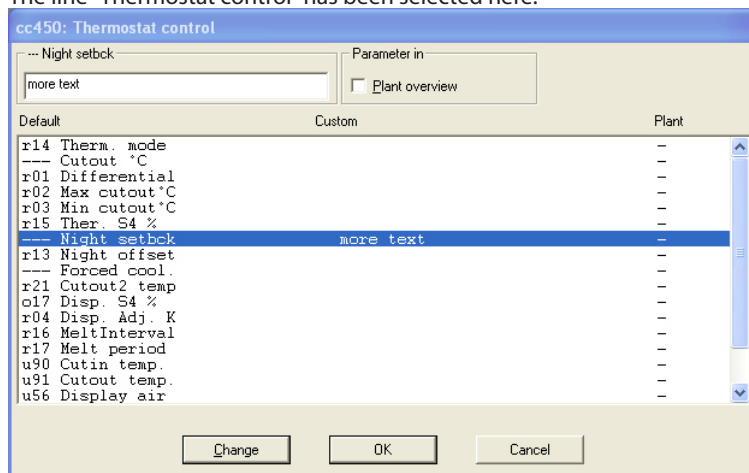 The line "Thermostat control" has been selected here.
cc450: Thermostat control
--- Night setbck
Parameter in
more text
Plant overview
Default Custom Plant
r14 Therm. mode -
--- Cutout °C -
r01 Differential -
r02 Max cutout°C -
r03 Min cutout°C -
r15 Ther. S4 % -
--- Night setbck more text -
r13 Night offset -
--- Forced cool. -
r21 Cutout2 temp -
o17 Disp. S4 % -
r04 Disp. Adj. K -
r16 MeltInterval -
r17 Melt period -
u90 Cutin temp. -
u91 Cutout temp. -
u56 Display air -
Change OK Cancel